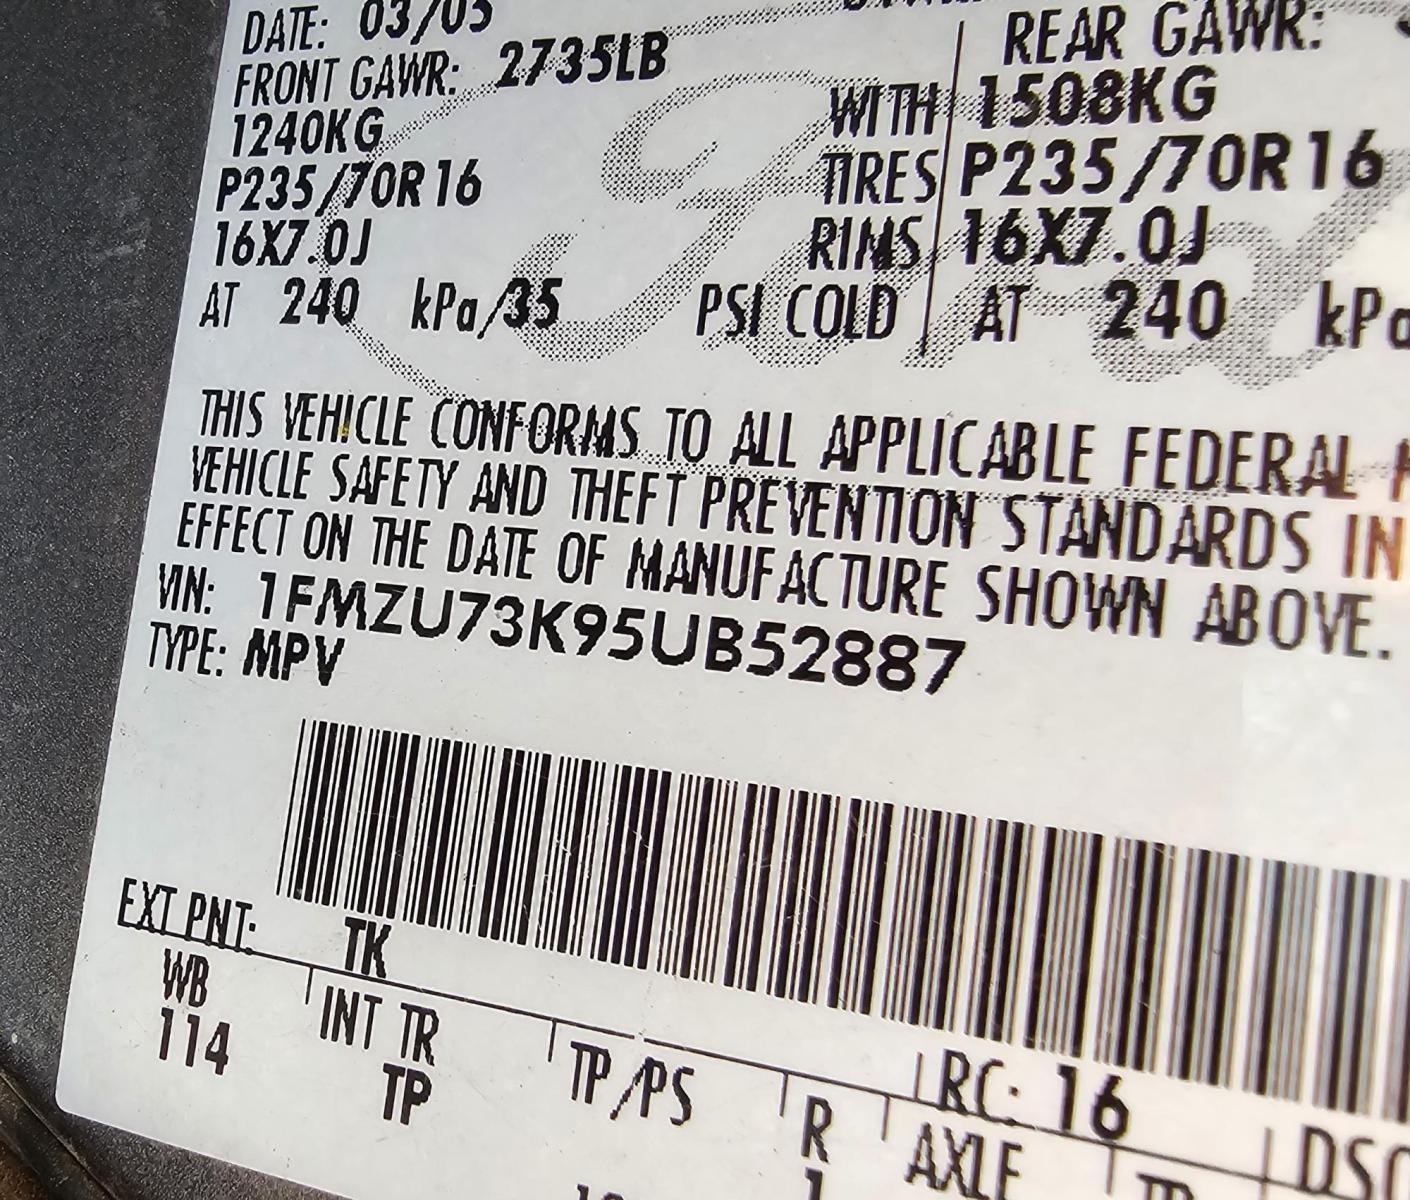 DATE: 03/05
FRONT GAWR: 2735LB
REAR GAWR:
1240KG WITH 1508KG
P235/70R16 TIRES P235/70R16
16X7.0J RIMS 16X7.0J
AT 240 kPa/35 PSI COLD AT 240 kPa
Ford
THIS VEHICLE CONFORMS TO ALL APPLICABLE FEDERAL
VEHICLE SAFETY AND THEFT PREVENTION STANDARDS IN
EFFECT ON THE DATE OF MANUFACTURE SHOWN ABOVE.
VIN: 1FMZU73K95UB52887
TYPE: MPV
EXT PNT: TK
RC: 16
WB INT TR TP/PS R AXLE
114 TP 1